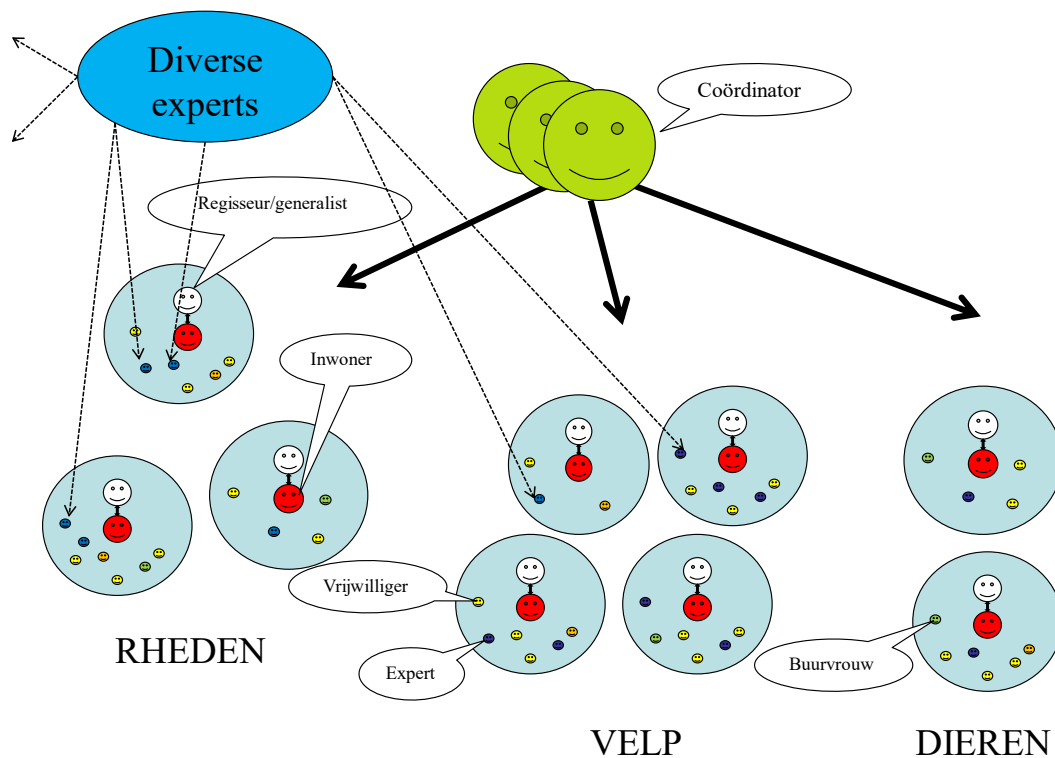 Diverse
experts
Coördinator
Regisseur/generalist
Inwoner
Vrijwilliger
RHEDEN
Expert
Buurvrouw
VELP
DIEREN